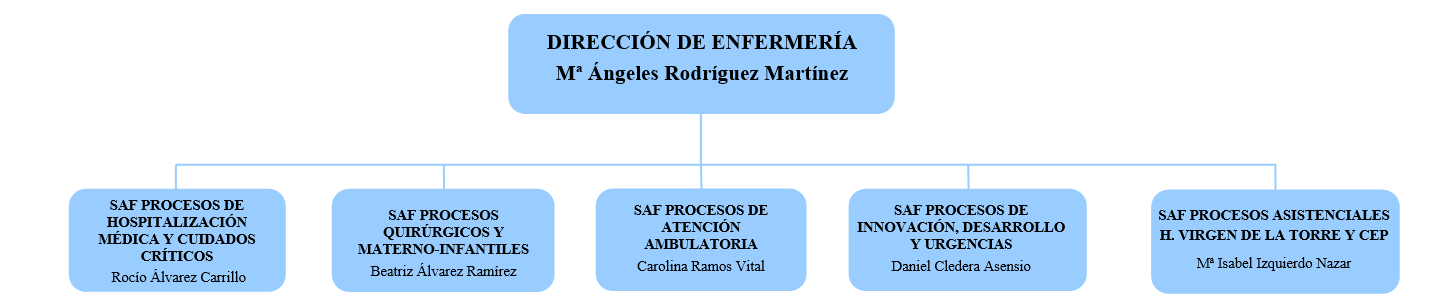 DIRECCIÓN DE ENFERMERÍA
Mª Ángeles Rodríguez Martínez
SAF PROCESOS DE
HOSPITALIZACIÓN
MÉDICA Y CUIDADOS
CRÍTICOS
Rocío Álvarez Carrillo
SAF PROCESOS
QUIRÚRGICOS Y
MATERNO-INFANTILES
Beatriz Álvarez Ramírez
SAF PROCESOS DE
ATENCIÓN
AMBULATORIA
Carolina Ramos Vital
SAF PROCESOS DE
INNOVACIÓN, DESARROLLO
Y URGENCIAS
Daniel Cledera Asensio
SAF PROCESOS ASISTENCIALES
H. VIRGEN DE LA TORRE Y CEP
Mª Isabel Izquierdo Nazar